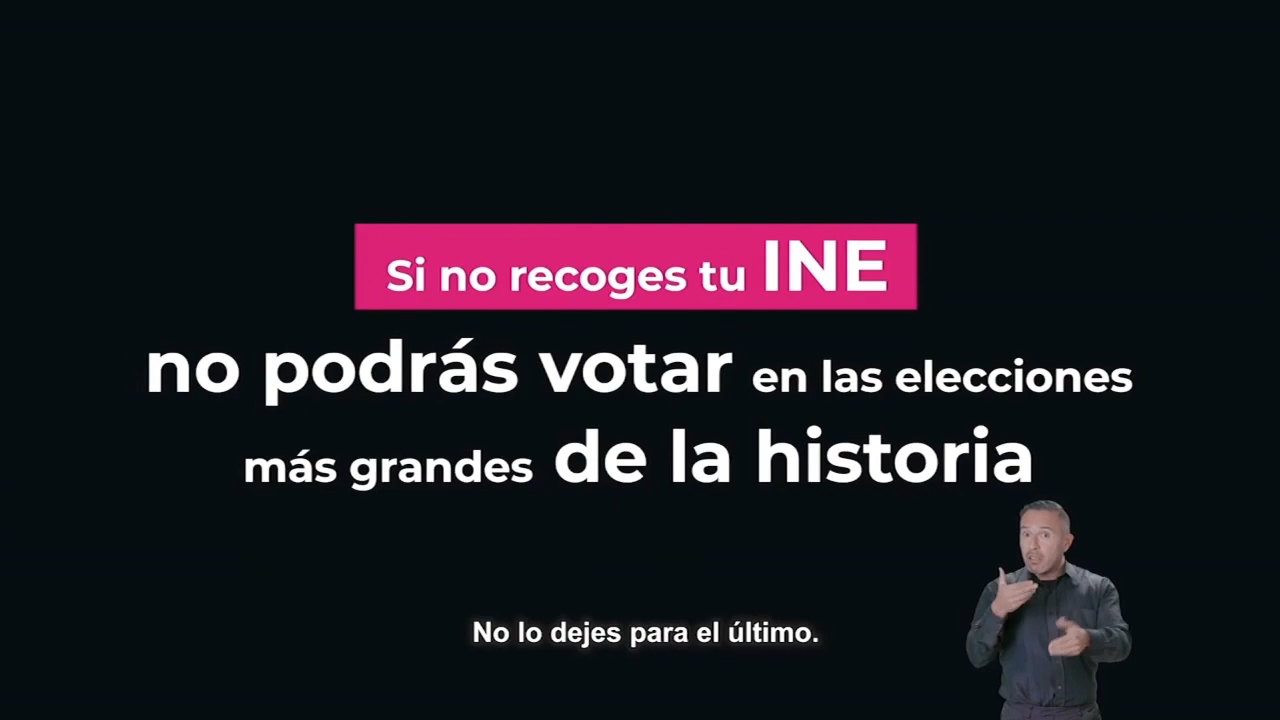 Si no recoges tu INE
no podrás votar en las elecciones
más grandes de la historia
No lo dejes para el último.